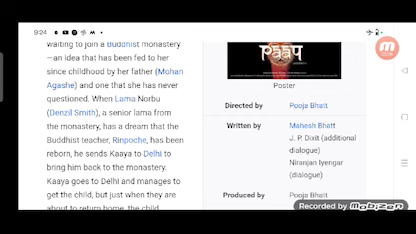 9:24
waiting to join a Buddhist monastery
—an idea that has been fed to her
since childhood by her father (Mohan
Agashe) and one that she has never
questioned. When Lama Norbu
(Denzil Smith), a senior lama from
the monastery, has a dream that the
Buddhist teacher, Rinpoche, has been
reborn, he sends Kaaya to Delhi to
bring him back to the monastery.
Kaaya goes to Delhi and manages to
get the child, but just when they are
about to return home, the child
paap
Poster
Directed by Pooja Bhatt
Written by Mahesh Bhatt
J. P. Dixit (additional
dialogue)
Niranjan Iyengar
(dialogue)
Produced by Pooja Bhatt
Recorded by Mobizen